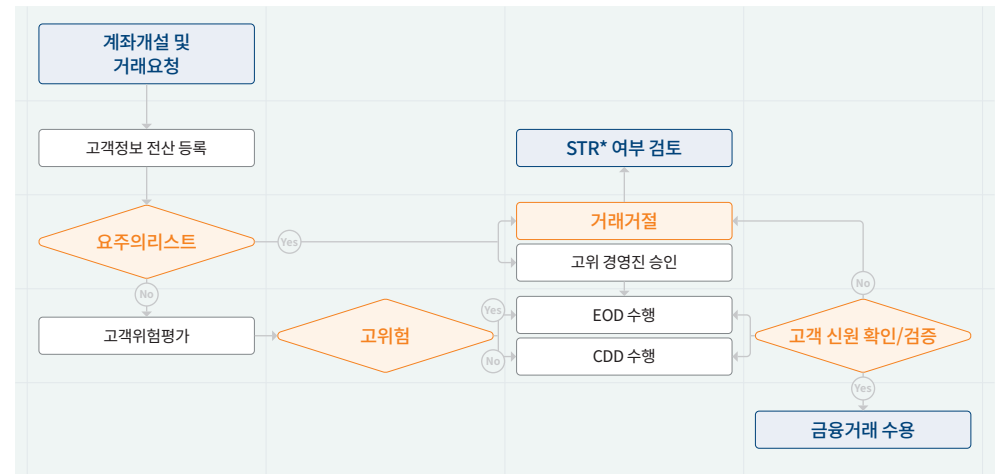 계좌개설 및
거래요청
고객정보 전산 등록
STR* 여부 검토
요주의리스트
Yes
거래거절
고위 경영진 승인
No
No
고객위험평가
고위험
Yes
No
EOD 수행
CDD 수행
고객 신원 확인/검증
Yes
금융거래 수용